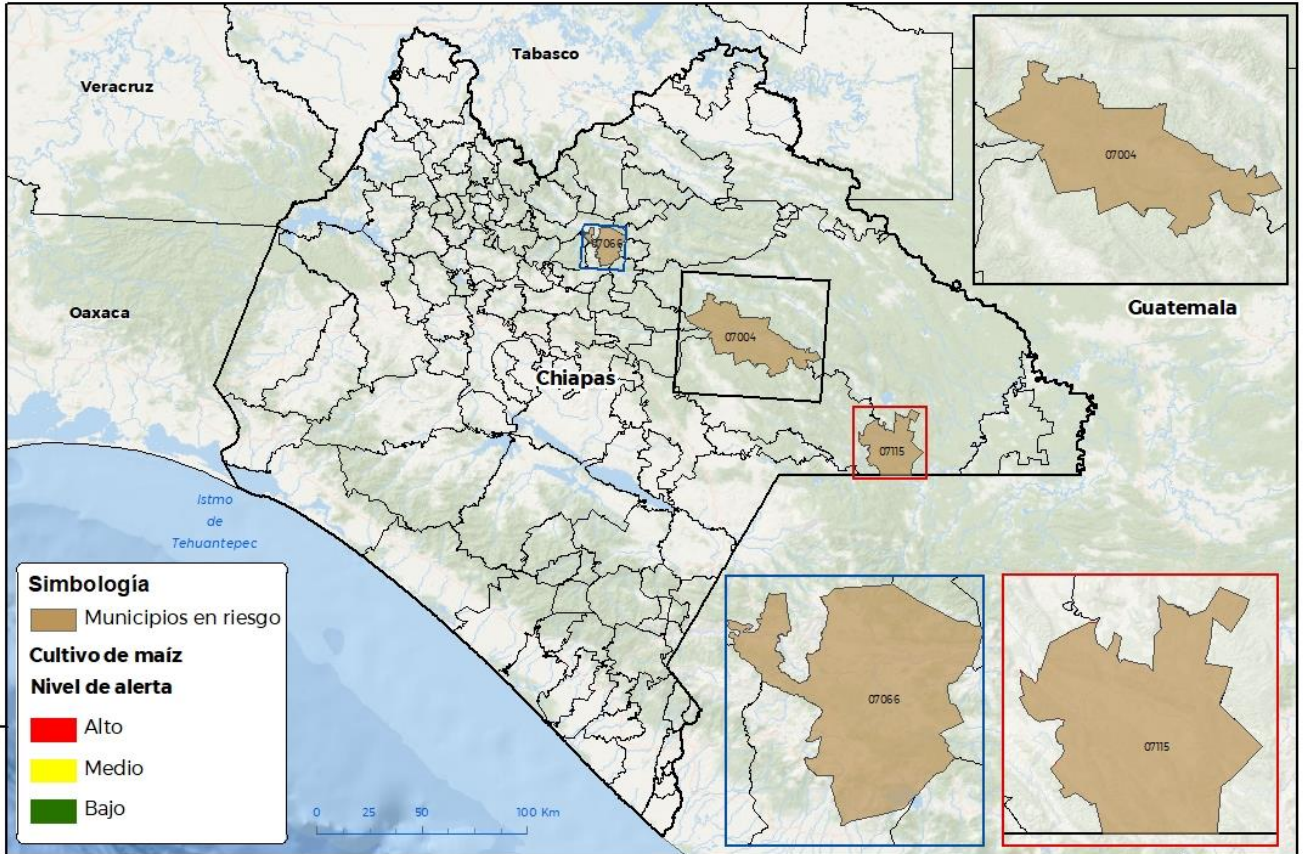 Tabasco
Veracruz
07004
07066
Oaxaca
Guatemala
07004
Chiapas
07115
Istmo
de
Tehuantepec
Simbología
Municipios en riesgo
Cultivo de maíz
Nivel de alerta
Alto
Medio
Bajo
0 25 50 100 Km
07066
07115